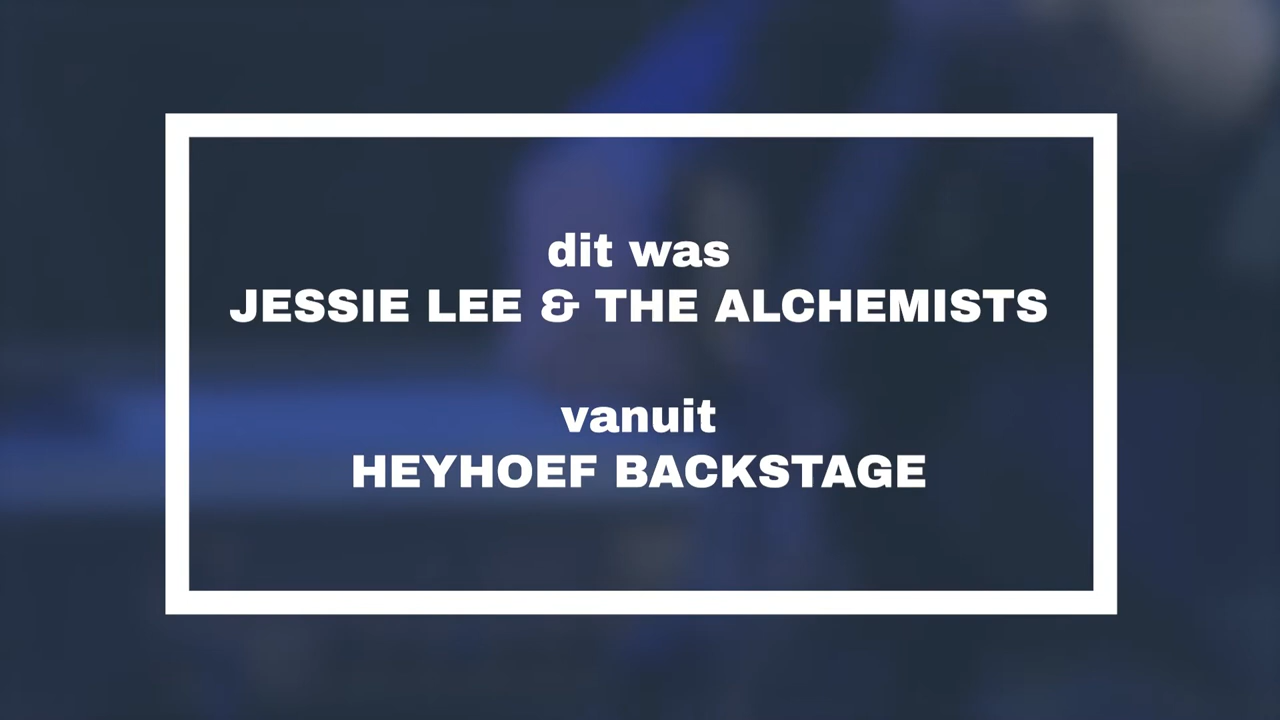 dit was
JESSIE LEE & THE ALCHEMISTS
vanuit
HEYHOEF BACKSTAGE